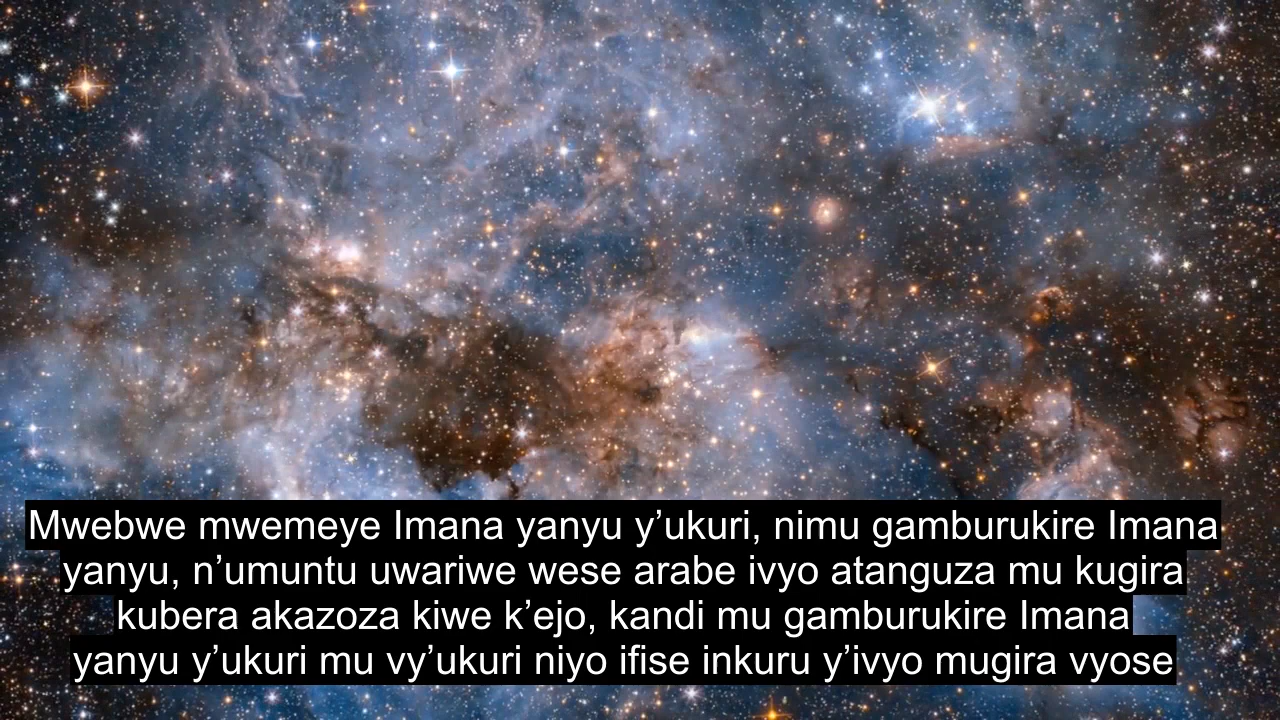 Mwebwe mwemeye Imana yanyu y’ukuri, nimu gamburukire Imana
yanyu, n’umuntu uwariwe wese arabe ivyo atanguza mu kugira
kubera akazoza kiwe k’ejo, kandi mu gamburukire Imana
yanyu y’ukuri mu vy’ukuri niyo ifise inkuru y’ivyo mugira vyose